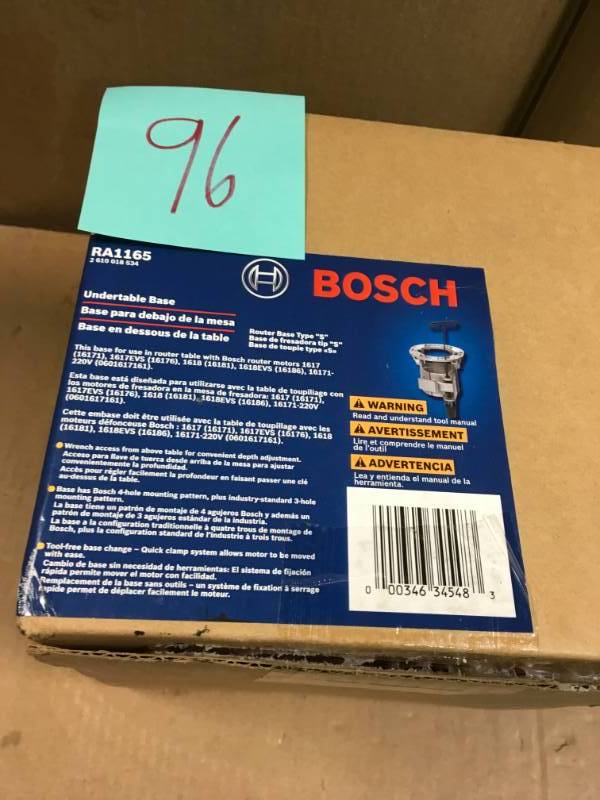 96
RA1165
2 610 018 534
BOSCH
Undertable Base
Base para debajo de la mesa
Base en dessous de la table
Router Base Type "S"
Base de fresadora tip "S"
Base de toupie type «S»
This base for use in router table with Bosch router motors 1617
(16171), 1617EVS (16176), 1618 (16181), 1618EVS (16186), 16171-
220V (0601617161).
Esta base está diseñada para utilizarse avec la table de toupiliage con
los motores de fresadora en la mesa de fresadora: 1617 (16171),
1617EVS (16176), 1618 (16181), 1618EVS (16186), 16171-220V
(0601617161).
Cette embase doit être utilisée avec la table de toupillage avec les
moteurs défonceuse Bosch : 1617 (16171), 1617EVS (16176), 1618
(16181), 1618EVS (16186), 16171-220V (0601617161).
Wrench access from above table for convenient depth adjustment.
Acceso para llave de tuerca desde arriba de la mesa para ajustar
convenientemente la profundidad.
Accès pour régler facilement la profondeur en faisant passer une clé
au-dessus de la table.
Base has Bosch 4-hole mounting pattern, plus industry-standard 3-hole
mounting pattern.
La base tiene un patrón de montaje de 4 agujeros Bosch y además un
patrón de montaje de 3 agujeros estándar de la industria.
La base a la configuration traditionnelle à quatre trous de montage de
Bosch, plus la configuration standard de l'industrie à trois trous.
Tool-free base change – Quick clamp system allows motor to be moved
with ease.
Cambio de base sin necesidad de herramientas: El sistema de fijación
rápida permite mover el motor con facilidad.
Remplacement de la base sans outils – un système de fixation à serrage
rapide permet de déplacer facilement le moteur.
WARNING
Read and understand tool manual
AVERTISSEMENT
Lire et comprendre le manuel
de l'outil
ADVERTENCIA
Lea y entienda el manual de la
herramienta.
0 00346 34548 3